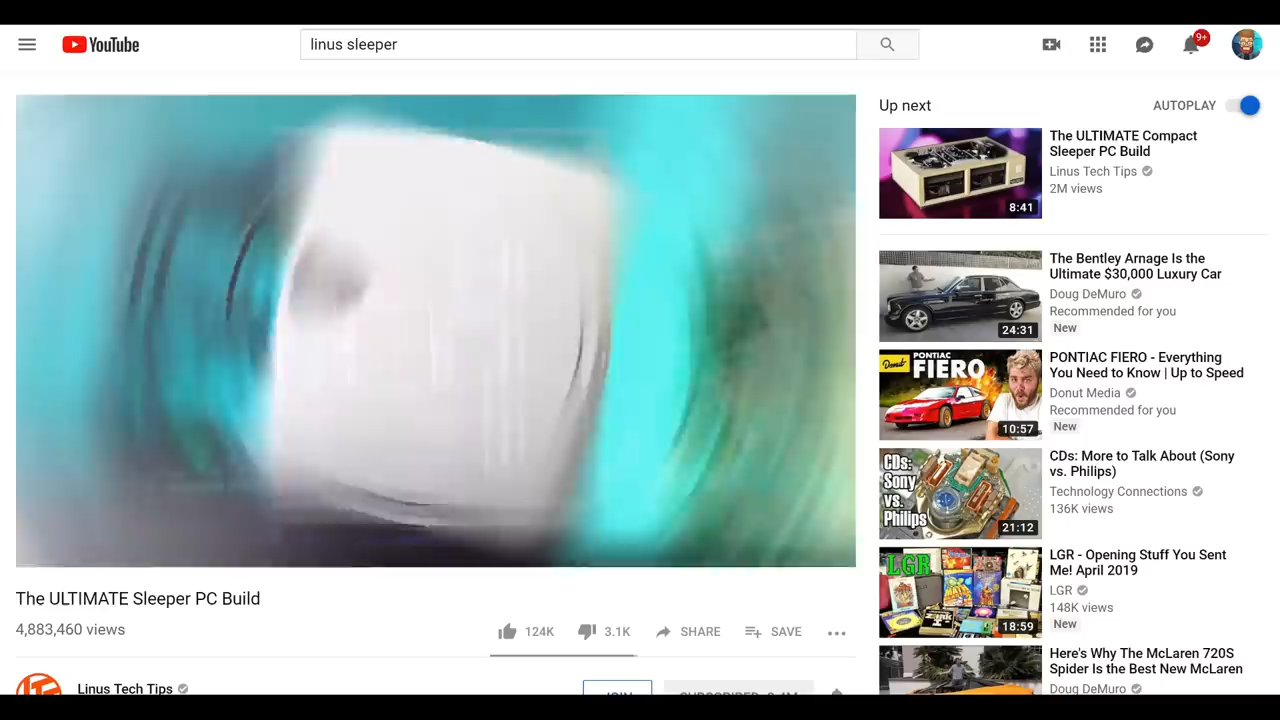 YouTube
linus sleeper
9+
Up next
AUTOPLAY
The ULTIMATE Compact
Sleeper PC Build
Linus Tech Tips
2M views
8:41
The Bentley Arnage Is the
Ultimate $30,000 Luxury Car
Doug DeMuro
Recommended for you
New
24:31
Donut
PONTIAC
FIERO
10:57
PONTIAC FIERO - Everything
You Need to Know | Up to Speed
Donut Media
Recommended for you
New
CDs:
Sony
vs.
Philips
21:12
CDs: More to Talk About (Sony
vs. Philips)
Technology Connections
136K views
LGR
18:59
LGR - Opening Stuff You Sent
Me! April 2019
LGR
148K views
New
Here's Why The McLaren 720S
Spider Is the Best New McLaren
Doug DeMuro
The ULTIMATE Sleeper PC Build
4,883,460 views
124K
3.1K
SHARE
SAVE
Linus Tech Tips
JOIN
SUBSCRIBED